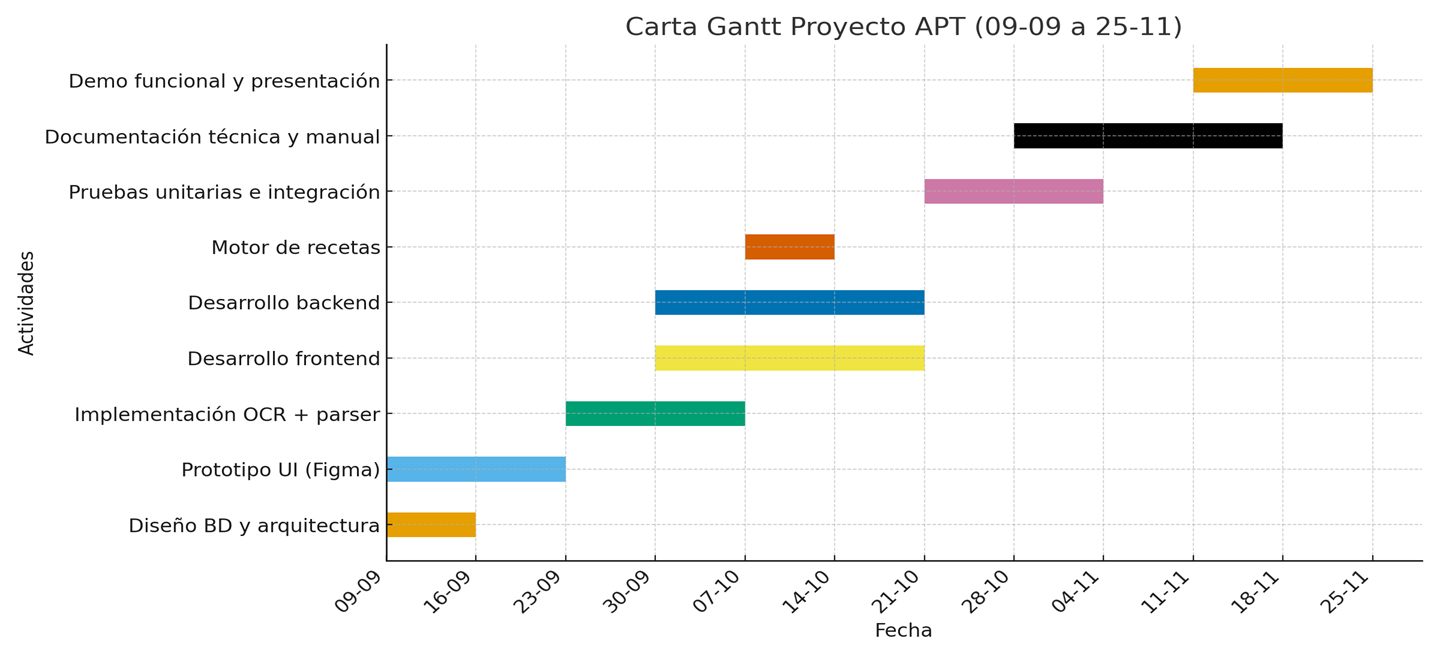 Carta Gantt Proyecto APT (09-09 a 25-11)
Demo funcional y presentación
Documentación técnica y manual
Pruebas unitarias e integración
Motor de recetas
Desarrollo backend
Desarrollo frontend
Implementación OCR + parser
Prototipo UI (Figma)
Diseño BD y arquitectura
Actividades
09-09
16-09
23-09
30-09
07-10
14-10
21-10
28-10
04-11
11-11
18-11
25-11
Fecha